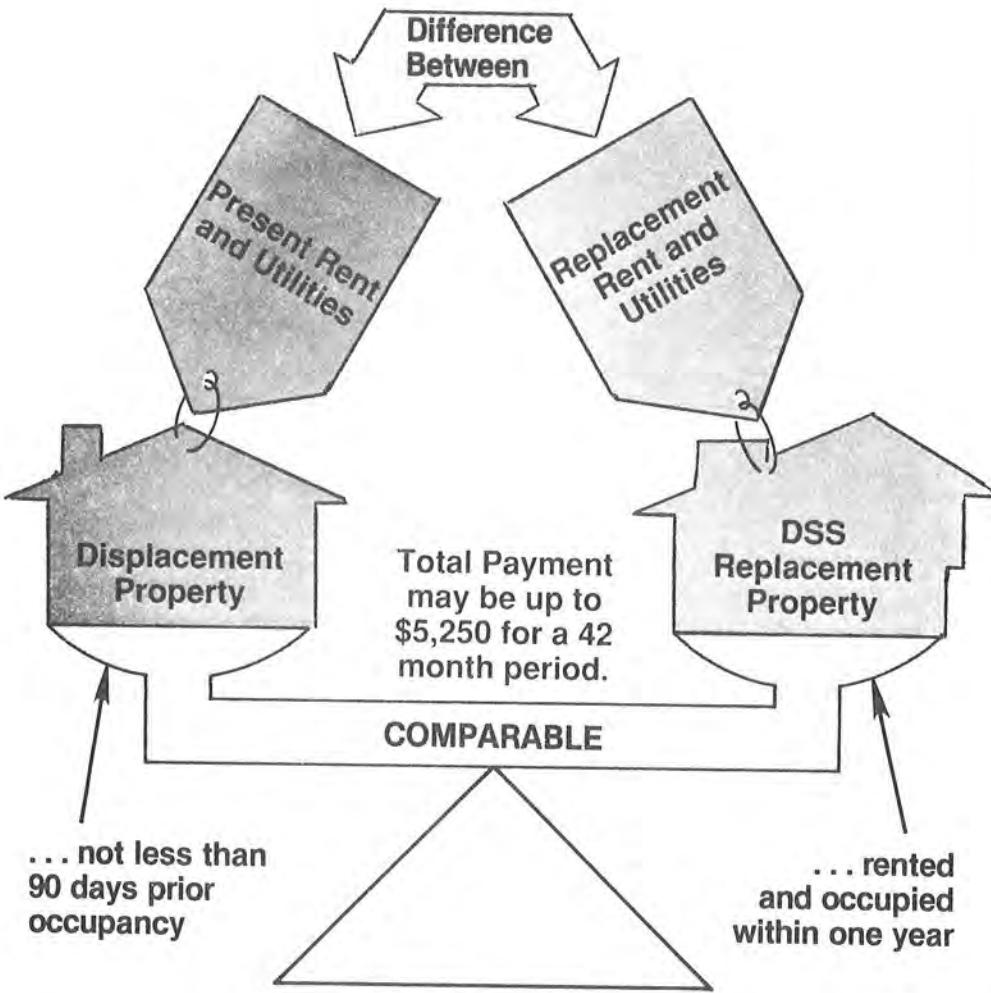 Difference
Between
Present Rent
and Utilities
Replacement
Rent and
Utilities
Displacement
Property
DSS
Replacement
Property
Total Payment
may be up to
$5,250 for a 42
month period.
COMPARABLE
. . . not less than
90 days prior
occupancy
. . . rented
and occupied
within one year